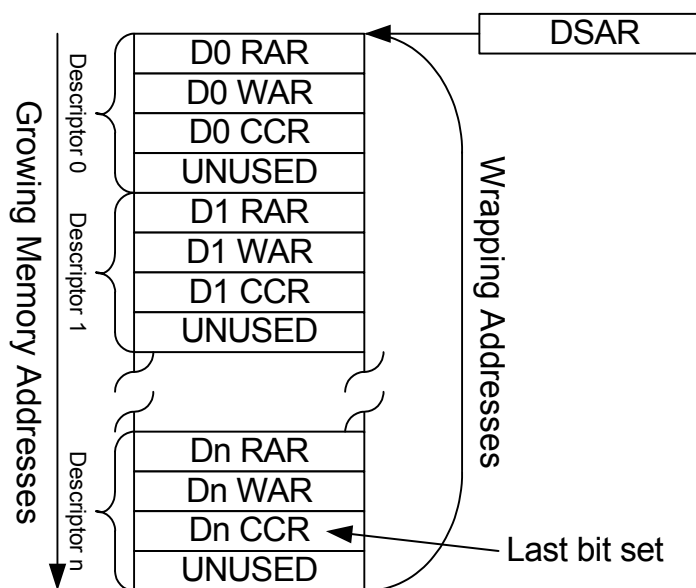 DSAR
D0 RAR
D0 WAR
D0 CCR
UNUSED
Descriptor 0
D1 RAR
D1 WAR
D1 CCR
UNUSED
Descriptor 1
Growing Memory Addresses
Wrapping Addresses
Dn RAR
Dn WAR
Dn CCR
UNUSED
Descriptor n
Last bit set